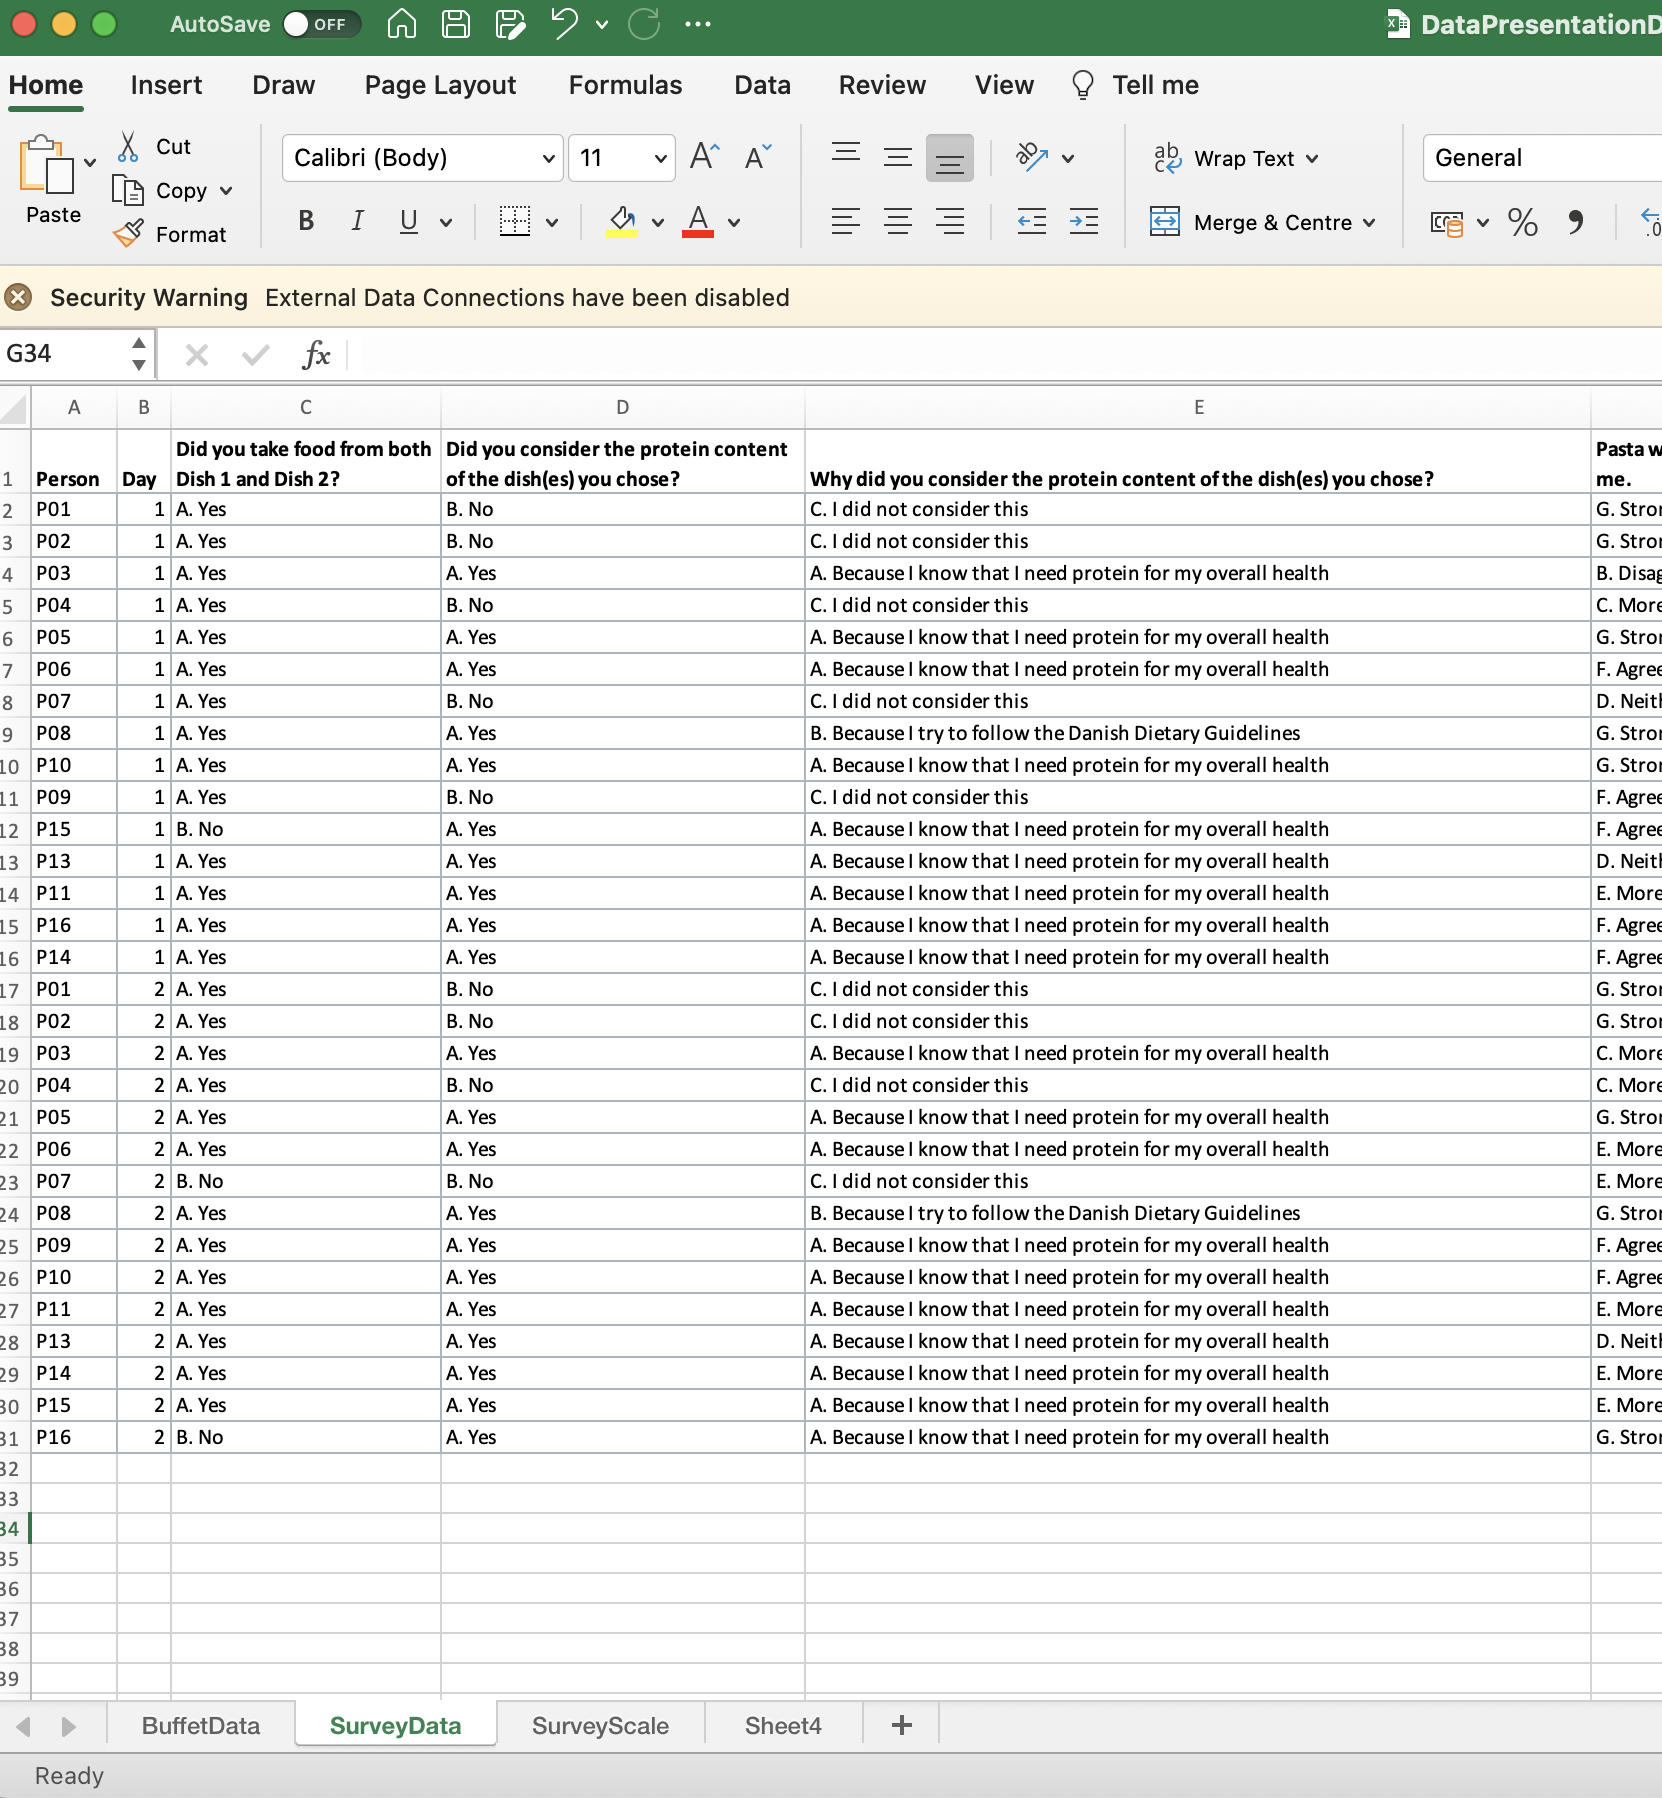 AutoSave OFF DataPresentationD
Home Insert Draw Page Layout Formulas Data Review View Tell me
Paste Cut Copy Format
Calibri (Body) 11 A A
B I U A
ab Wrap Text
Merge & Centre
General
% .0
Security Warning External Data Connections have been disabled
G34 fx
A B C D E
1 Person Day Did you take food from both Dish 1 and Dish 2? Did you consider the protein content of the dish(es) you chose? Why did you consider the protein content of the dish(es) you chose? Pasta w me.
2 P01 1 A. Yes B. No C. I did not consider this G. Stron
3 P02 1 A. Yes B. No C. I did not consider this G. Stron
4 P03 1 A. Yes A. Yes A. Because I know that I need protein for my overall health B. Disag
5 P04 1 A. Yes B. No C. I did not consider this C. More
6 P05 1 A. Yes A. Yes A. Because I know that I need protein for my overall health G. Stron
7 P06 1 A. Yes A. Yes A. Because I know that I need protein for my overall health F. Agree
8 P07 1 A. Yes B. No C. I did not consider this D. Neith
9 P08 1 A. Yes A. Yes B. Because I try to follow the Danish Dietary Guidelines G. Stron
10 P10 1 A. Yes A. Yes A. Because I know that I need protein for my overall health G. Stron
11 P09 1 A. Yes B. No C. I did not consider this F. Agree
12 P15 1 B. No A. Yes A. Because I know that I need protein for my overall health F. Agree
13 P13 1 A. Yes A. Yes A. Because I know that I need protein for my overall health D. Neith
14 P11 1 A. Yes A. Yes A. Because I know that I need protein for my overall health E. More
15 P16 1 A. Yes A. Yes A. Because I know that I need protein for my overall health F. Agree
16 P14 1 A. Yes A. Yes A. Because I know that I need protein for my overall health F. Agree
17 P01 2 A. Yes B. No C. I did not consider this G. Stron
18 P02 2 A. Yes B. No C. I did not consider this G. Stron
19 P03 2 A. Yes A. Yes A. Because I know that I need protein for my overall health C. More
20 P04 2 A. Yes B. No C. I did not consider this C. More
21 P05 2 A. Yes A. Yes A. Because I know that I need protein for my overall health G. Stron
22 P06 2 A. Yes A. Yes A. Because I know that I need protein for my overall health E. More
23 P07 2 B. No B. No C. I did not consider this E. More
24 P08 2 A. Yes A. Yes B. Because I try to follow the Danish Dietary Guidelines G. Stron
25 P09 2 A. Yes A. Yes A. Because I know that I need protein for my overall health F. Agree
26 P10 2 A. Yes A. Yes A. Because I know that I need protein for my overall health F. Agree
27 P11 2 A. Yes A. Yes A. Because I know that I need protein for my overall health E. More
28 P13 2 A. Yes A. Yes A. Because I know that I need protein for my overall health D. Neith
29 P14 2 A. Yes A. Yes A. Because I know that I need protein for my overall health E. More
30 P15 2 A. Yes A. Yes A. Because I know that I need protein for my overall health E. More
31 P16 2 B. No A. Yes A. Because I know that I need protein for my overall health G. Stron
32
33
34
35
36
37
38
39
BuffetData SurveyData SurveyScale Sheet4 +
Ready